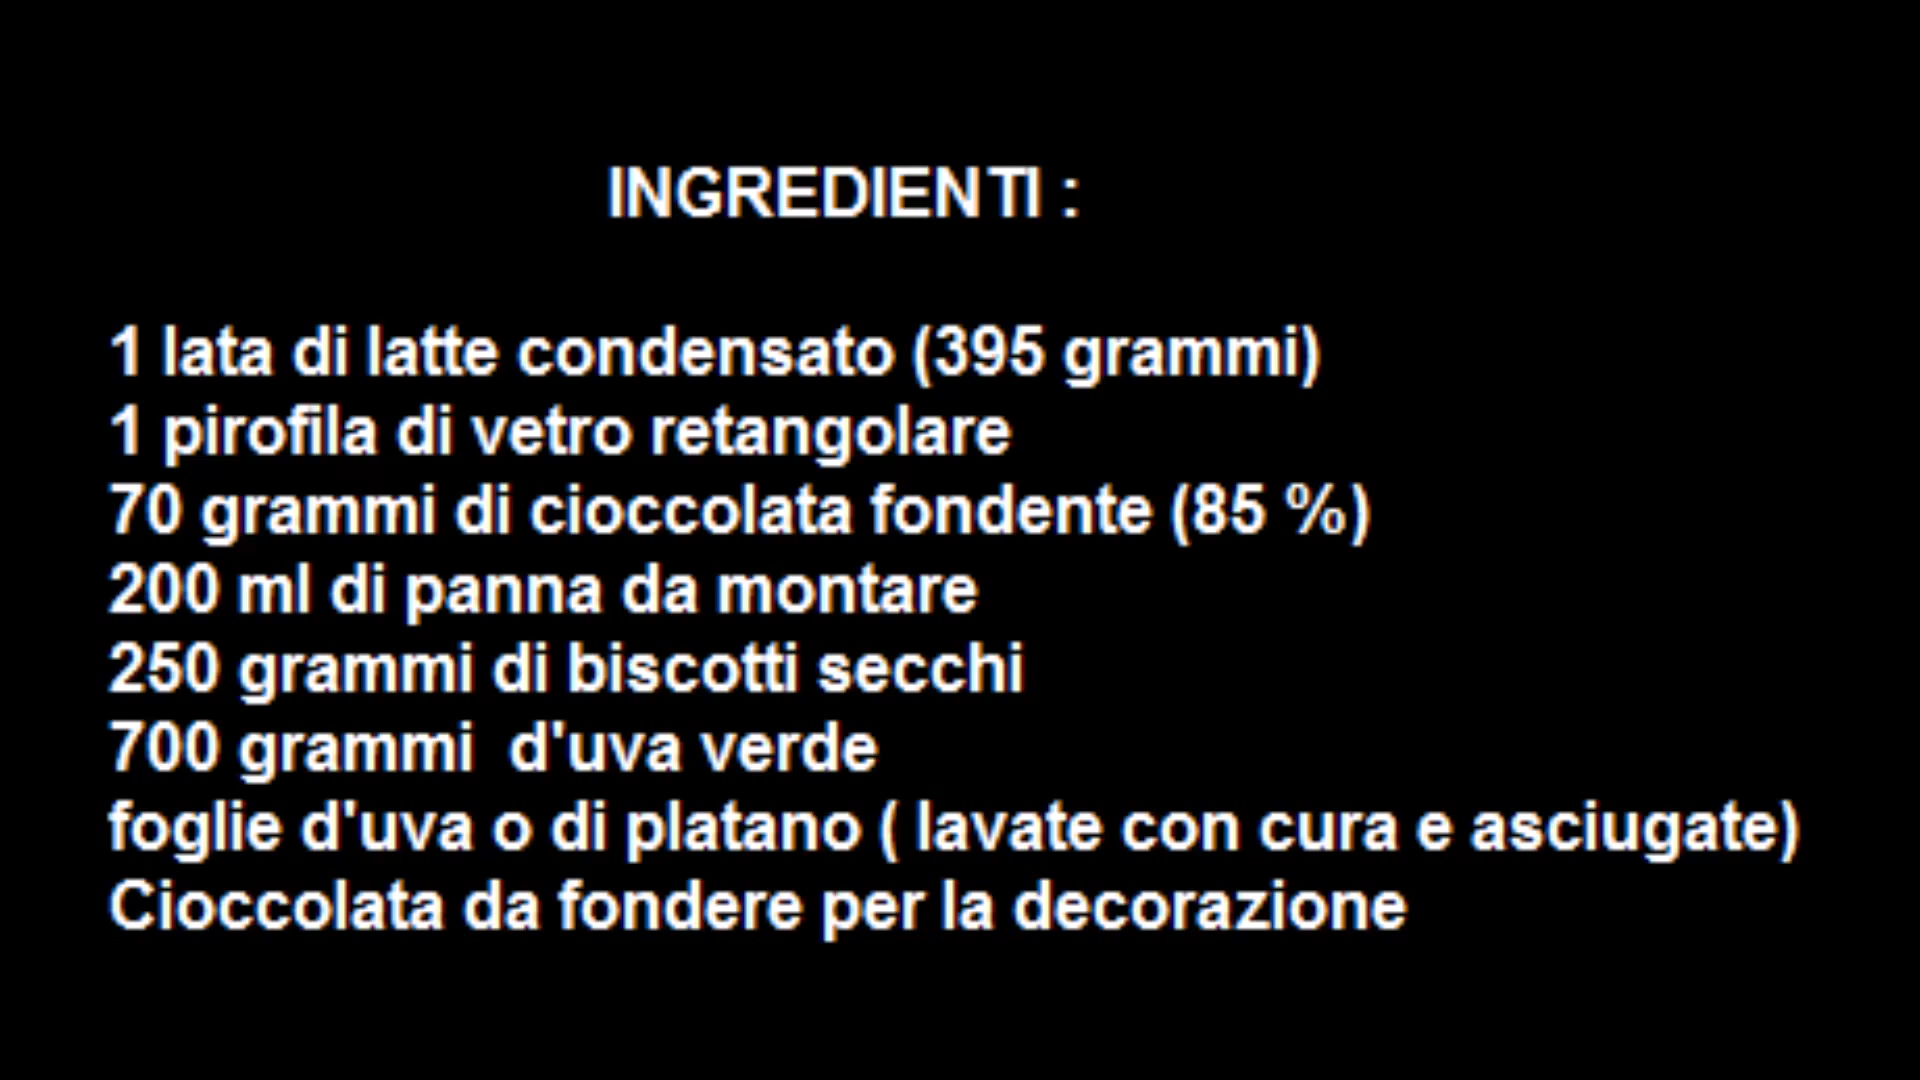 INGREDIENTI :
1 lata di latte condensato (395 grammi)
1 pirofila di vetro retangolare
70 grammi di cioccolata fondente (85 %)
200 ml di panna da montare
250 grammi di biscotti secchi
700 grammi  d'uva verde
foglie d'uva o di platano ( lavate con cura e asciugate)
Cioccolata da fondere per la decorazione